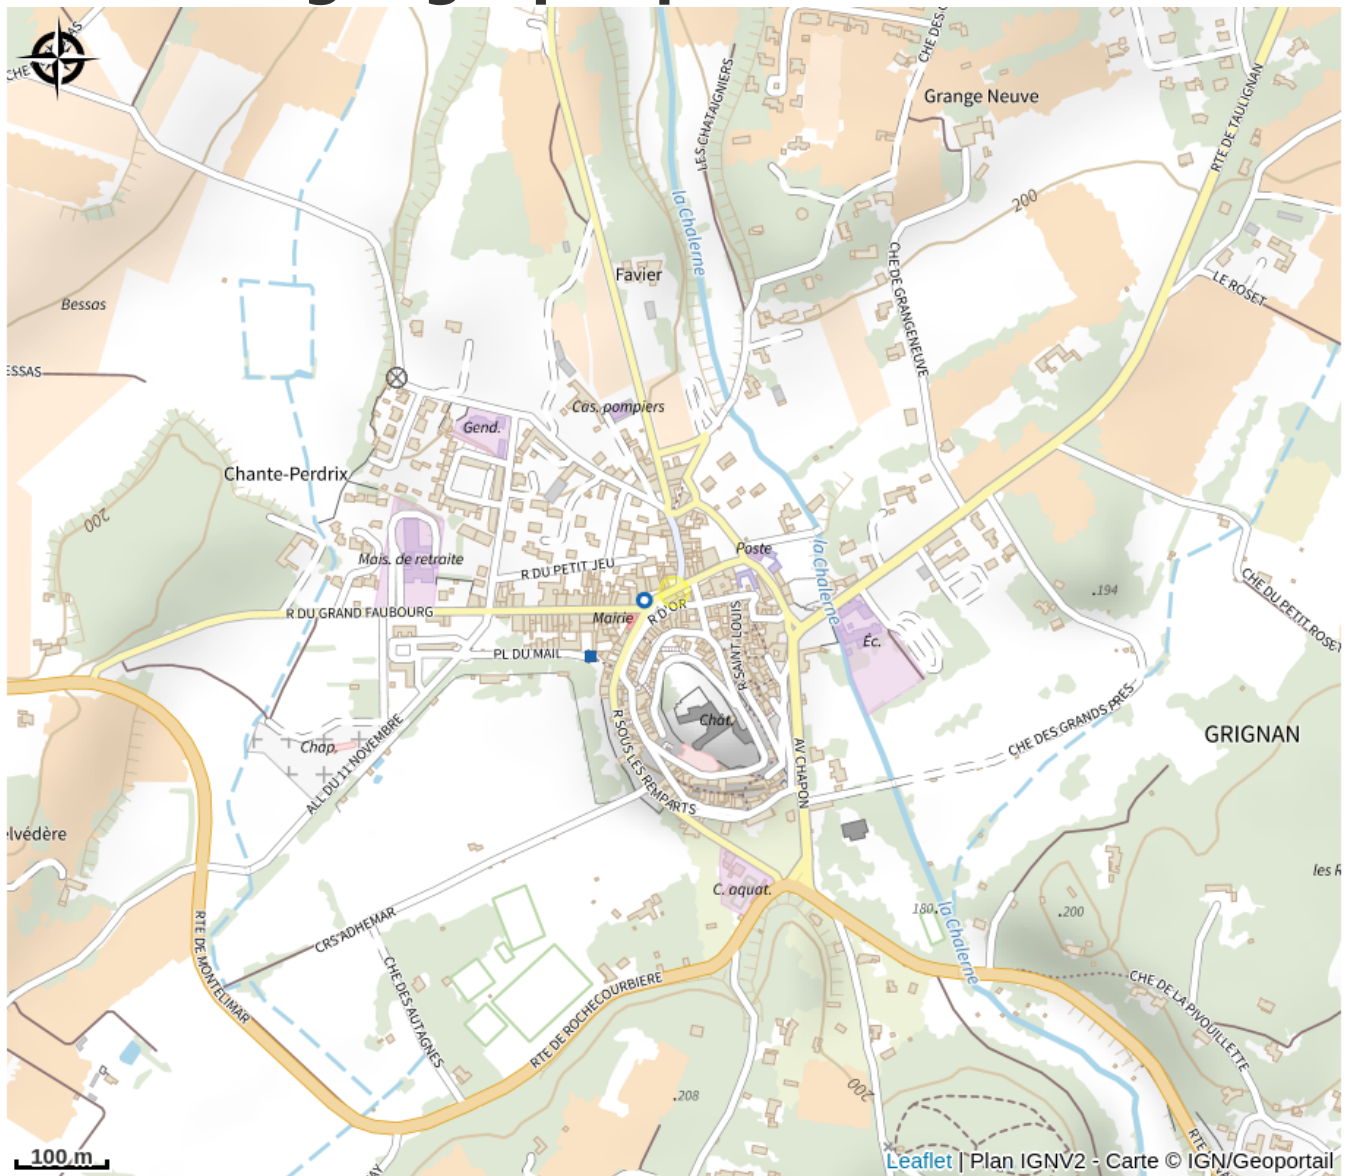 CHE DES C
LES CHATAIGNIERS
Grange Neuve
RTE DE TAULIGNAN
la Chalerne
200
CHE DE GRANGENEUVE
Favier
LE ROSET
Bessas
ESSAS
Cas. pompiers
Gend.
Chante-Perdrix
200
Mais. de retraite
Poste
la Chalerne
R DU PETIT JEU
CHE DU PETIT ROSET
.194
R DU GRAND FAUBOURG
Mairie
R D'OR
R SAINT-LOUIS
Éc.
PL DU MAIL
Chât.
CHE DES GRANDS PRES
GRIGNAN
Chap.
ALL DU 11 NOVEMBRE
R SOUS LES REMPARTS
AV CHAPON
elvédère
les R
C. aquat.
180.
.200
la Chalerne
CRS ADHEMAR
RTE DE MONTELIMAR
CHE DES AUTAGNES
RTE DE ROCHECOURBIERE
CHE DE LA PIVOUILLETTE
.208
200
RTE
100 m
Leaflet | Plan IGNV2 - Carte © IGN/Geoportail